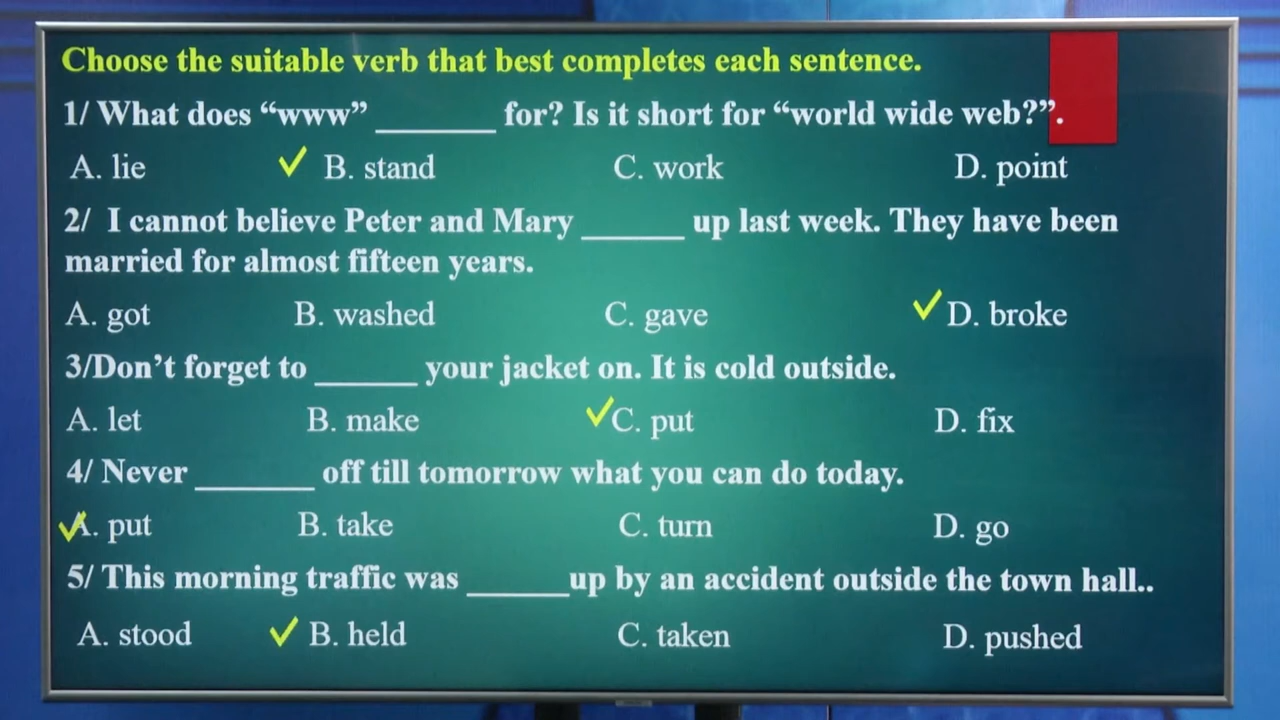 Choose the suitable verb that best completes each sentence.
1/ What does “www” _______ for? Is it short for “world wide web?”.
A. lie B. stand C. work D. point
2/ I cannot believe Peter and Mary ______ up last week. They have been
married for almost fifteen years.
A. got B. washed C. gave D. broke
3/Don’t forget to ______ your jacket on. It is cold outside.
A. let B. make C. put D. fix
4/ Never _______ off till tomorrow what you can do today.
A. put B. take C. turn D. go
5/ This morning traffic was ______up by an accident outside the town hall..
A. stood B. held C. taken D. pushed